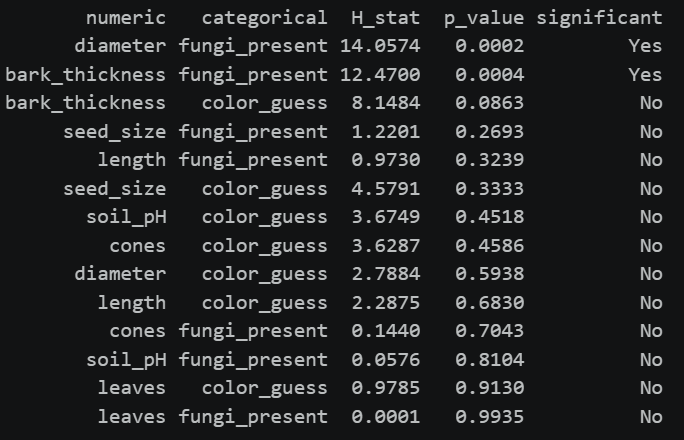 numeric categorical H_stat p_value significant
diameter fungi_present 14.0574 0.0002 Yes
bark_thickness fungi_present 12.4700 0.0004 Yes
bark_thickness color_guess 8.1484 0.0863 No
seed_size fungi_present 1.2201 0.2693 No
length fungi_present 0.9730 0.3239 No
seed_size color_guess 4.5791 0.3333 No
soil_pH color_guess 3.6749 0.4518 No
cones color_guess 3.6287 0.4586 No
diameter color_guess 2.7884 0.5938 No
length color_guess 2.2875 0.6830 No
cones fungi_present 0.1440 0.7043 No
soil_pH fungi_present 0.0576 0.8104 No
leaves color_guess 0.9785 0.9130 No
leaves fungi_present 0.0001 0.9935 No